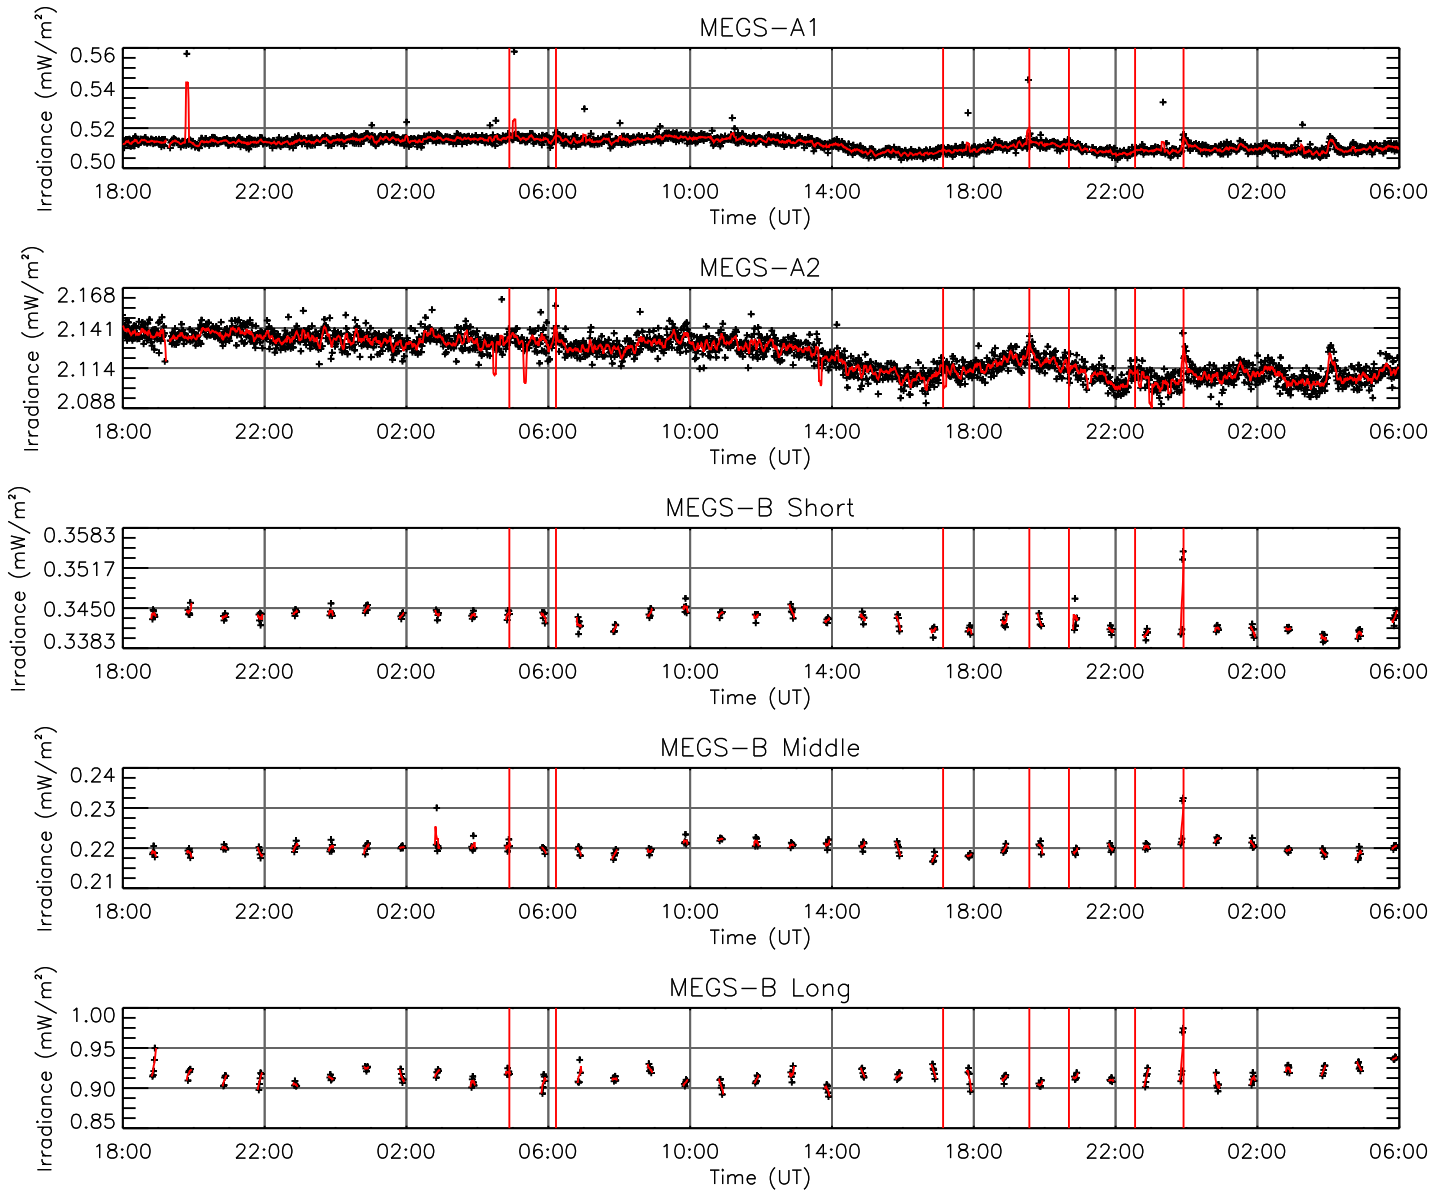 MEGS-A1
Irradiance (mW/m²)
0.56
0.54
0.52
0.50
18:00 22:00 02:00 06:00 10:00 14:00 18:00 22:00 02:00 06:00
Time (UT)
MEGS-A2
Irradiance (mW/m²)
2.168
2.141
2.114
2.088
18:00 22:00 02:00 06:00 10:00 14:00 18:00 22:00 02:00 06:00
Time (UT)
MEGS-B Short
Irradiance (mW/m²)
0.3583
0.3517
0.3450
0.3383
18:00 22:00 02:00 06:00 10:00 14:00 18:00 22:00 02:00 06:00
Time (UT)
MEGS-B Middle
Irradiance (mW/m²)
0.24
0.23
0.22
0.21
18:00 22:00 02:00 06:00 10:00 14:00 18:00 22:00 02:00 06:00
Time (UT)
MEGS-B Long
Irradiance (mW/m²)
1.00
0.95
0.90
0.85
18:00 22:00 02:00 06:00 10:00 14:00 18:00 22:00 02:00 06:00
Time (UT)